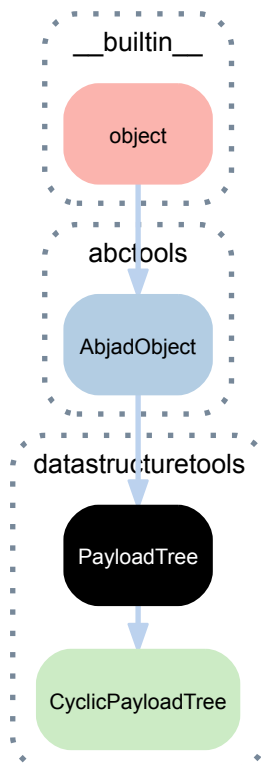 __builtin__
object
abctools
AbjadObject
datastructuretools
PayloadTree
CyclicPayloadTree